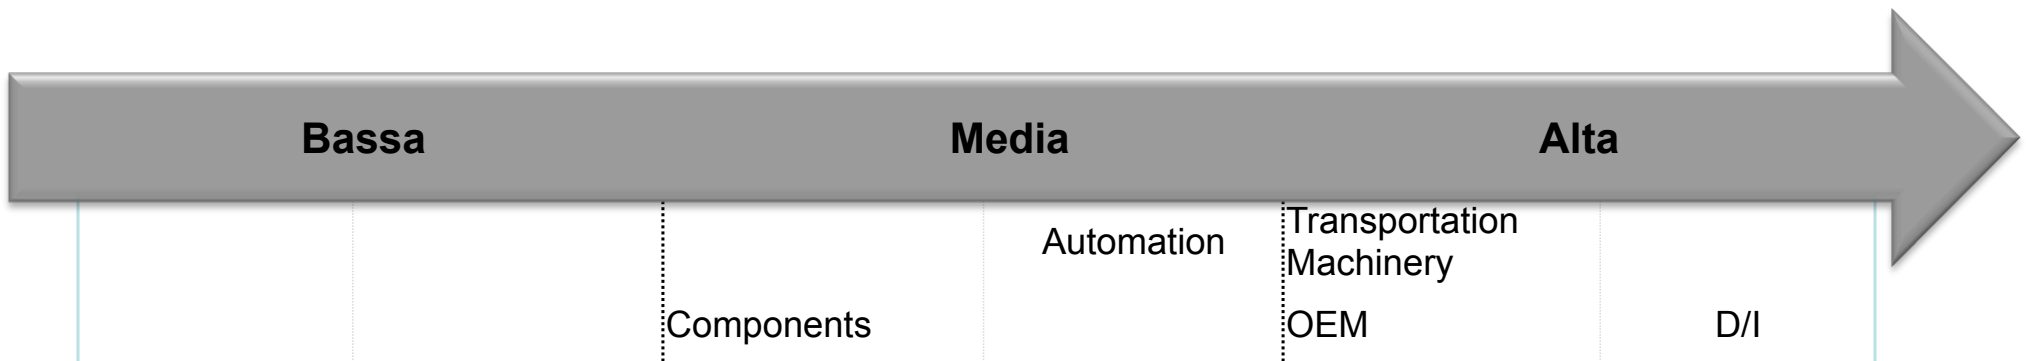 Bassa Media Alta
Automation
Transportation
Machinery
Components OEM D/I